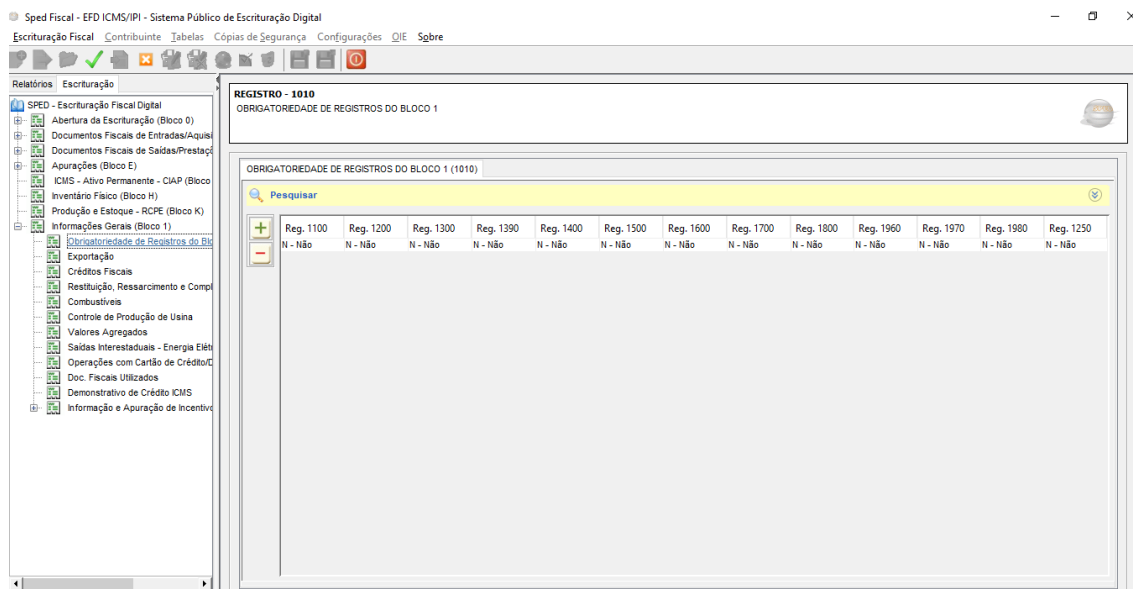 Sped Fiscal - EFD ICMS/IPI - Sistema Público de Escrituração Digital
Escrituração Fiscal Contribuinte Tabelas Cópias de Segurança Configurações OIE Sobre
Relatórios Escrituração
SPED - Escrituração Fiscal Digital
Abertura da Escrituração (Bloco 0)
Documentos Fiscais de Entradas/Aquisi
Documentos Fiscais de Saídas/Prestaçõ
Apurações (Bloco E)
ICMS - Ativo Permanente - CIAP (Bloco
Inventário Físico (Bloco H)
Produção e Estoque - RCPE (Bloco K)
Informações Gerais (Bloco 1)
Obrigatoriedade de Registros do Blo
Exportação
Créditos Fiscais
Restituição, Ressarcimento e Compl
Combustíveis
Controle de Produção de Usina
Valores Agregados
Saídas Interestaduais - Energia Elétr
Operações com Cartão de Crédito/D
Doc. Fiscais Utilizados
Demonstrativo de Crédito ICMS
Informação e Apuração de Incentivo
REGISTRO - 1010
OBRIGATORIEDADE DE REGISTROS DO BLOCO 1
OBRIGATORIEDADE DE REGISTROS DO BLOCO 1 (1010)
Pesquisar
Reg. 1100 Reg. 1200 Reg. 1300 Reg. 1390 Reg. 1400 Reg. 1500 Reg. 1600 Reg. 1700 Reg. 1800 Reg. 1960 Reg. 1970 Reg. 1980 Reg. 1250
N - Não N - Não N - Não N - Não N - Não N - Não N - Não N - Não N - Não N - Não N - Não N - Não N - Não